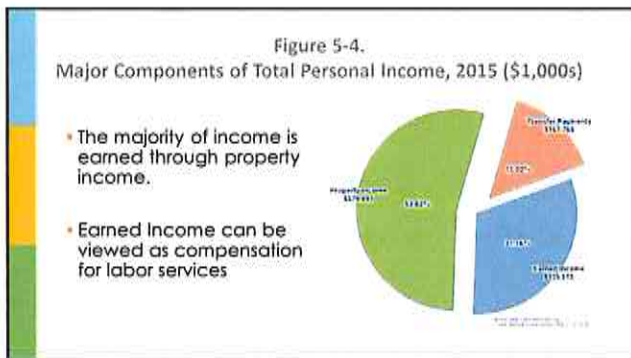 Figure 5-4.
Major Components of Total Personal Income, 2015 ($1,000s)
• The majority of income is
earned through property
income.
• Earned Income can be
viewed as compensation
for labor services
Transfer Payments
Property Income
Earned Income